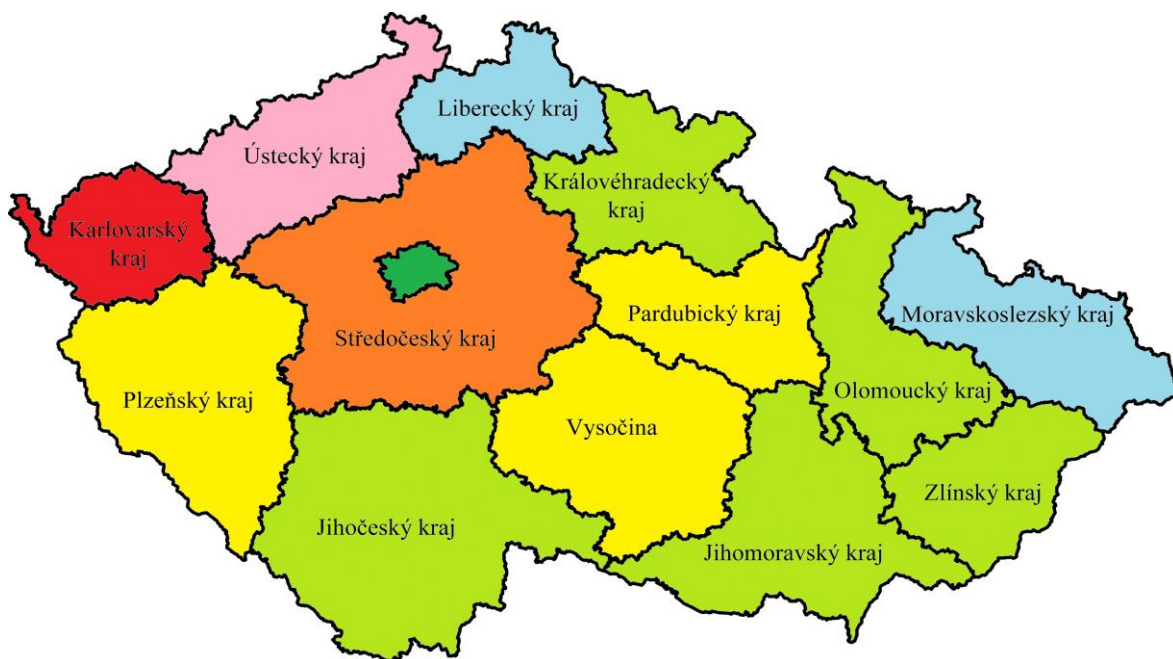 Liberecký kraj
Ústecký kraj
Královéhradecký
kraj
Karlovarský
kraj
Středočeský kraj
Pardubický kraj
Moravskoslezský kraj
Plzeňský kraj
Vysočina
Olomoucký kraj
Zlínský kraj
Jihočeský kraj
Jihomoravský kraj